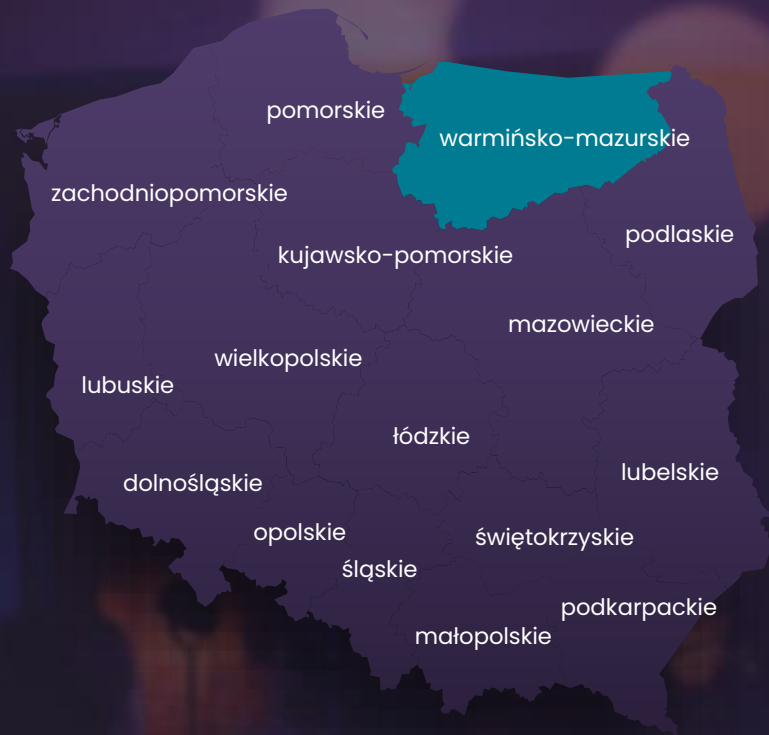 pomorskie
warmińsko-mazurskie
zachodniopomorskie
podlaskie
kujawsko-pomorskie
mazowieckie
wielkopolskie
lubuskie
łódzkie
lubelskie
dolnośląskie
opolskie
świętokrzyskie
śląskie
podkarpackie
małopolskie